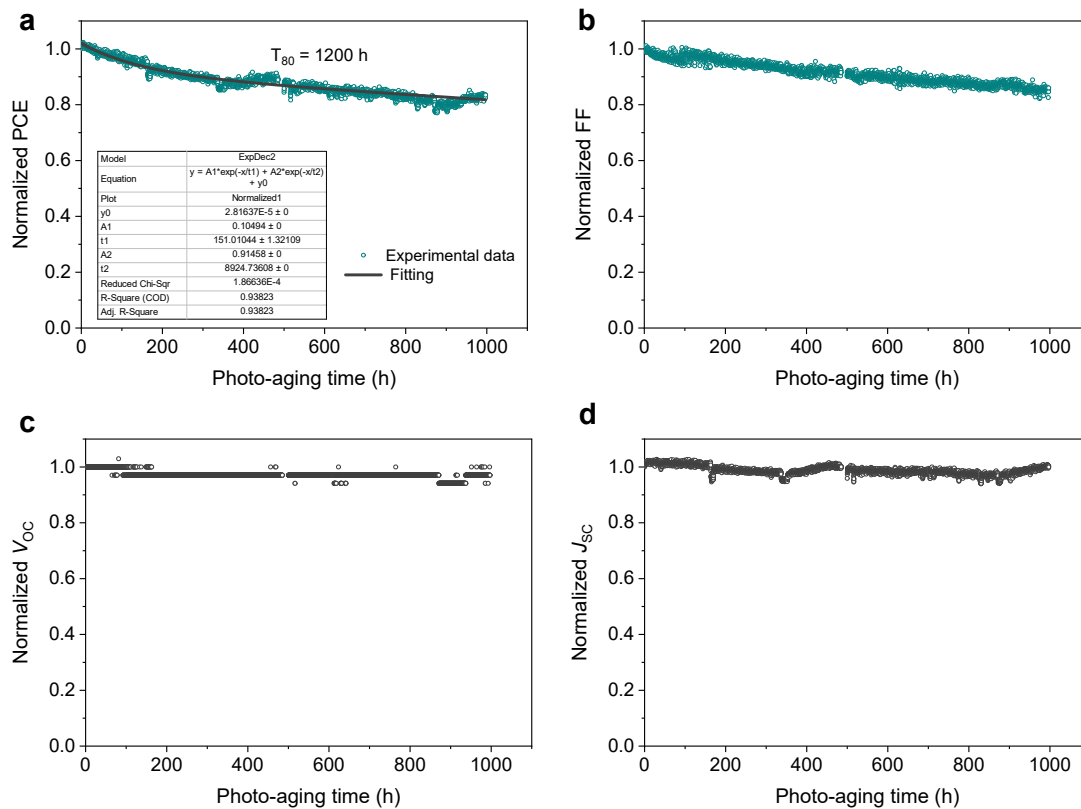 a
T80 = 1200 h
Normalized PCE
1.0
0.8
0.6
0.4
0.2
0.0
Model ExpDec2
Equation y = A1*exp(-x/t1) + A2*exp(-x/t2) + y0
Plot Normalized1
y0 2.81637E-5 ± 0
A1 0.10494 ± 0
t1 151.01044 ± 1.32109
A2 0.91458 ± 0
t2 8924.73608 ± 0
Reduced Chi-Sqr 1.86636E-4
R-Square (COD) 0.93823
Adj. R-Square 0.93823
Experimental data
Fitting
0 200 400 600 800 1000
Photo-aging time (h)
b
Normalized FF
1.0
0.8
0.6
0.4
0.2
0.0
0 200 400 600 800 1000
Photo-aging time (h)
c
Normalized VOC
1.0
0.8
0.6
0.4
0.2
0.0
0 200 400 600 800 1000
Photo-aging time (h)
d
Normalized JSC
1.0
0.8
0.6
0.4
0.2
0.0
0 200 400 600 800 1000
Photo-aging time (h)